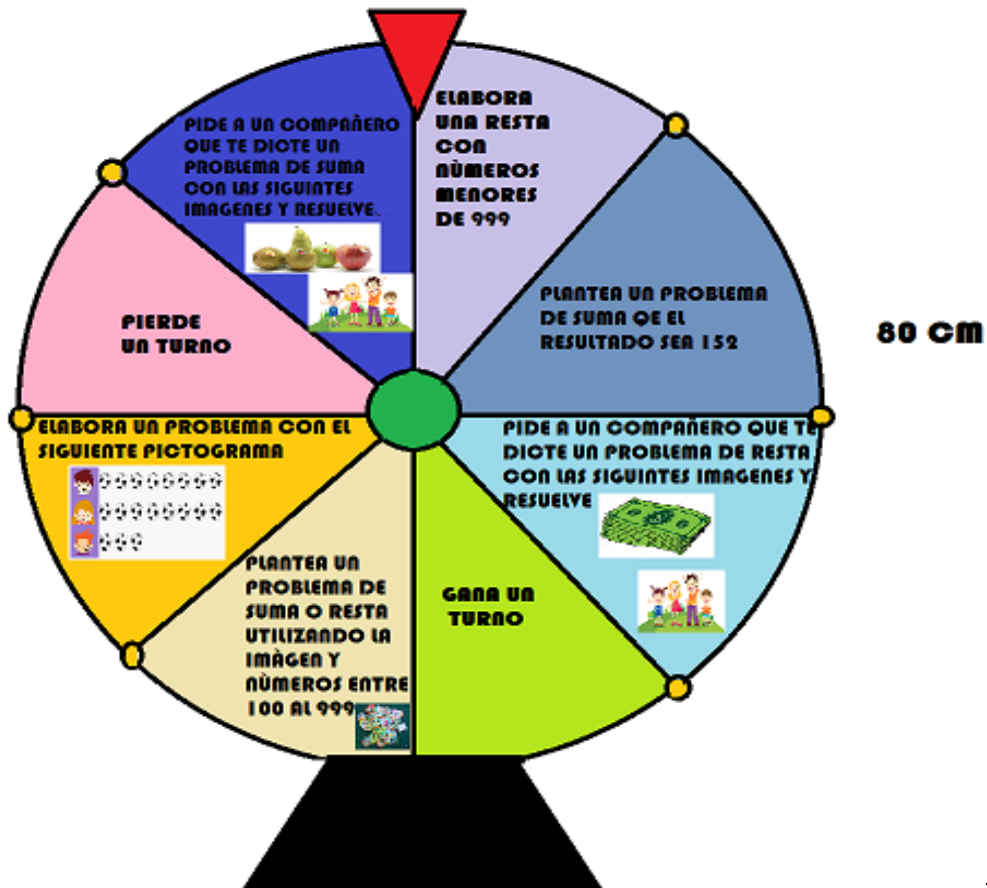 PIDE A UN COMPAÑERO
QUE TE DICTE UN
PROBLEMA DE SUMA
CON LAS SIGUINTES
IMAGENES Y RESUELVE.
ELABORA
UNA RESTA
CON
NÙMEROS
MENORES
DE 999
PLANTEA UN PROBLEMA
DE SUMA QE EL
RESULTADO SEA 152
80 CM
PIERDE
UN TURNO
ELABORA UN PROBLEMA CON EL
SIGUIENTE PICTOGRAMA
PIDE A UN COMPAÑERO QUE TE
DICTE UN PROBLEMA DE RESTA
CON LAS SIGUINTES IMAGENES Y
RESUELVE
PLANTEA UN
PROBLEMA DE
SUMA O RESTA
UTILIZANDO LA
IMÀGEN Y
NÙMEROS ENTRE
100 AL 999
GANA UN
TURNO